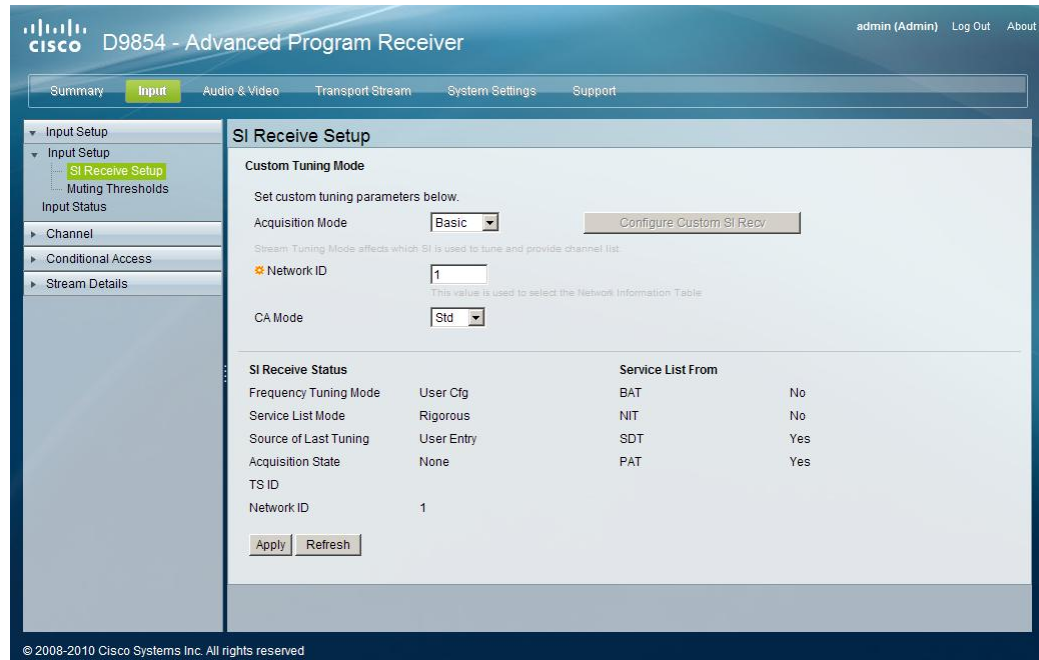 CISCO D9854 - Advanced Program Receiver
admin (Admin) Log Out About
Summary Input Audio & Video Transport Stream System Settings Support
Input Setup
Input Setup
SI Receive Setup
Muting Thresholds
Input Status
Channel
Conditional Access
Stream Details
SI Receive Setup
Custom Tuning Mode
Set custom tuning parameters below.
Acquisition Mode Basic Configure Custom SI Recv
Stream Tuning Mode affects which SI is used to tune and provide channel list
Network ID 1
This value is used to select the Network Information Table
CA Mode Std
SI Receive Status Service List From
Frequency Tuning Mode User Cfg BAT No
Service List Mode Rigorous NIT No
Source of Last Tuning User Entry SDT Yes
Acquisition State None PAT Yes
TS ID
Network ID 1
Apply Refresh
© 2008-2010 Cisco Systems Inc. All rights reserved